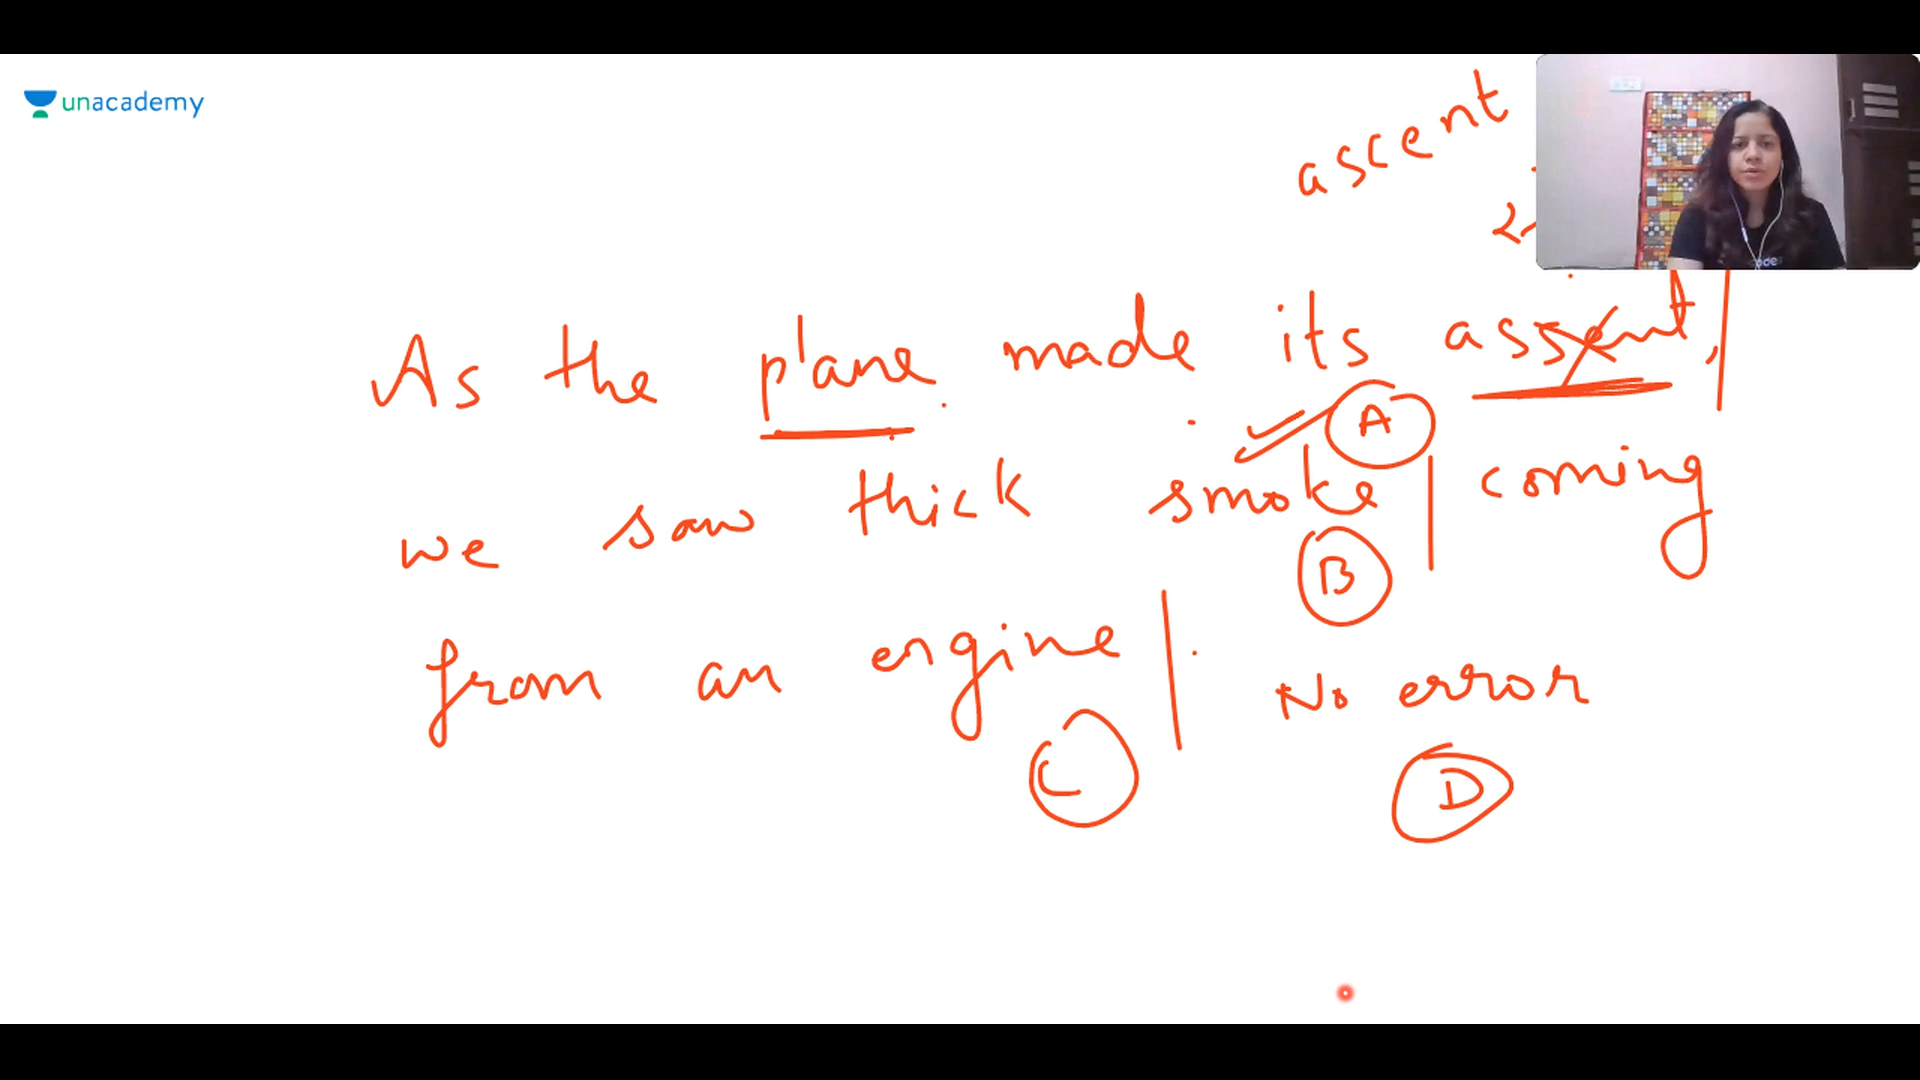 unacademy
ascent
As the plane made its assent,
A
we saw thick smoke | coming
B
from an engine |. No error
C
D